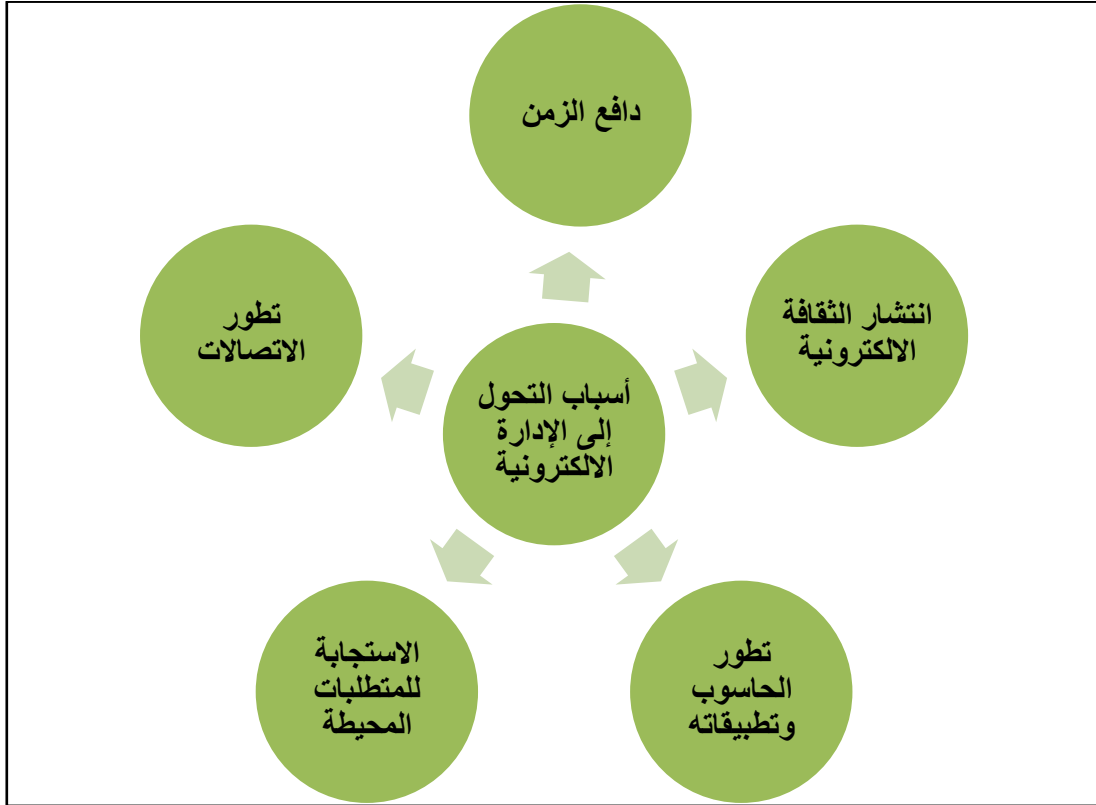 دافع الزمن
انتشار الثقافة
الالكترونية
تطور
الاتصالات
أسباب التحول
إلى الإدارة
الالكترونية
الاستجابة
للمتطلبات
المحيطة
تطور
الحاسوب
وتطبيقاته